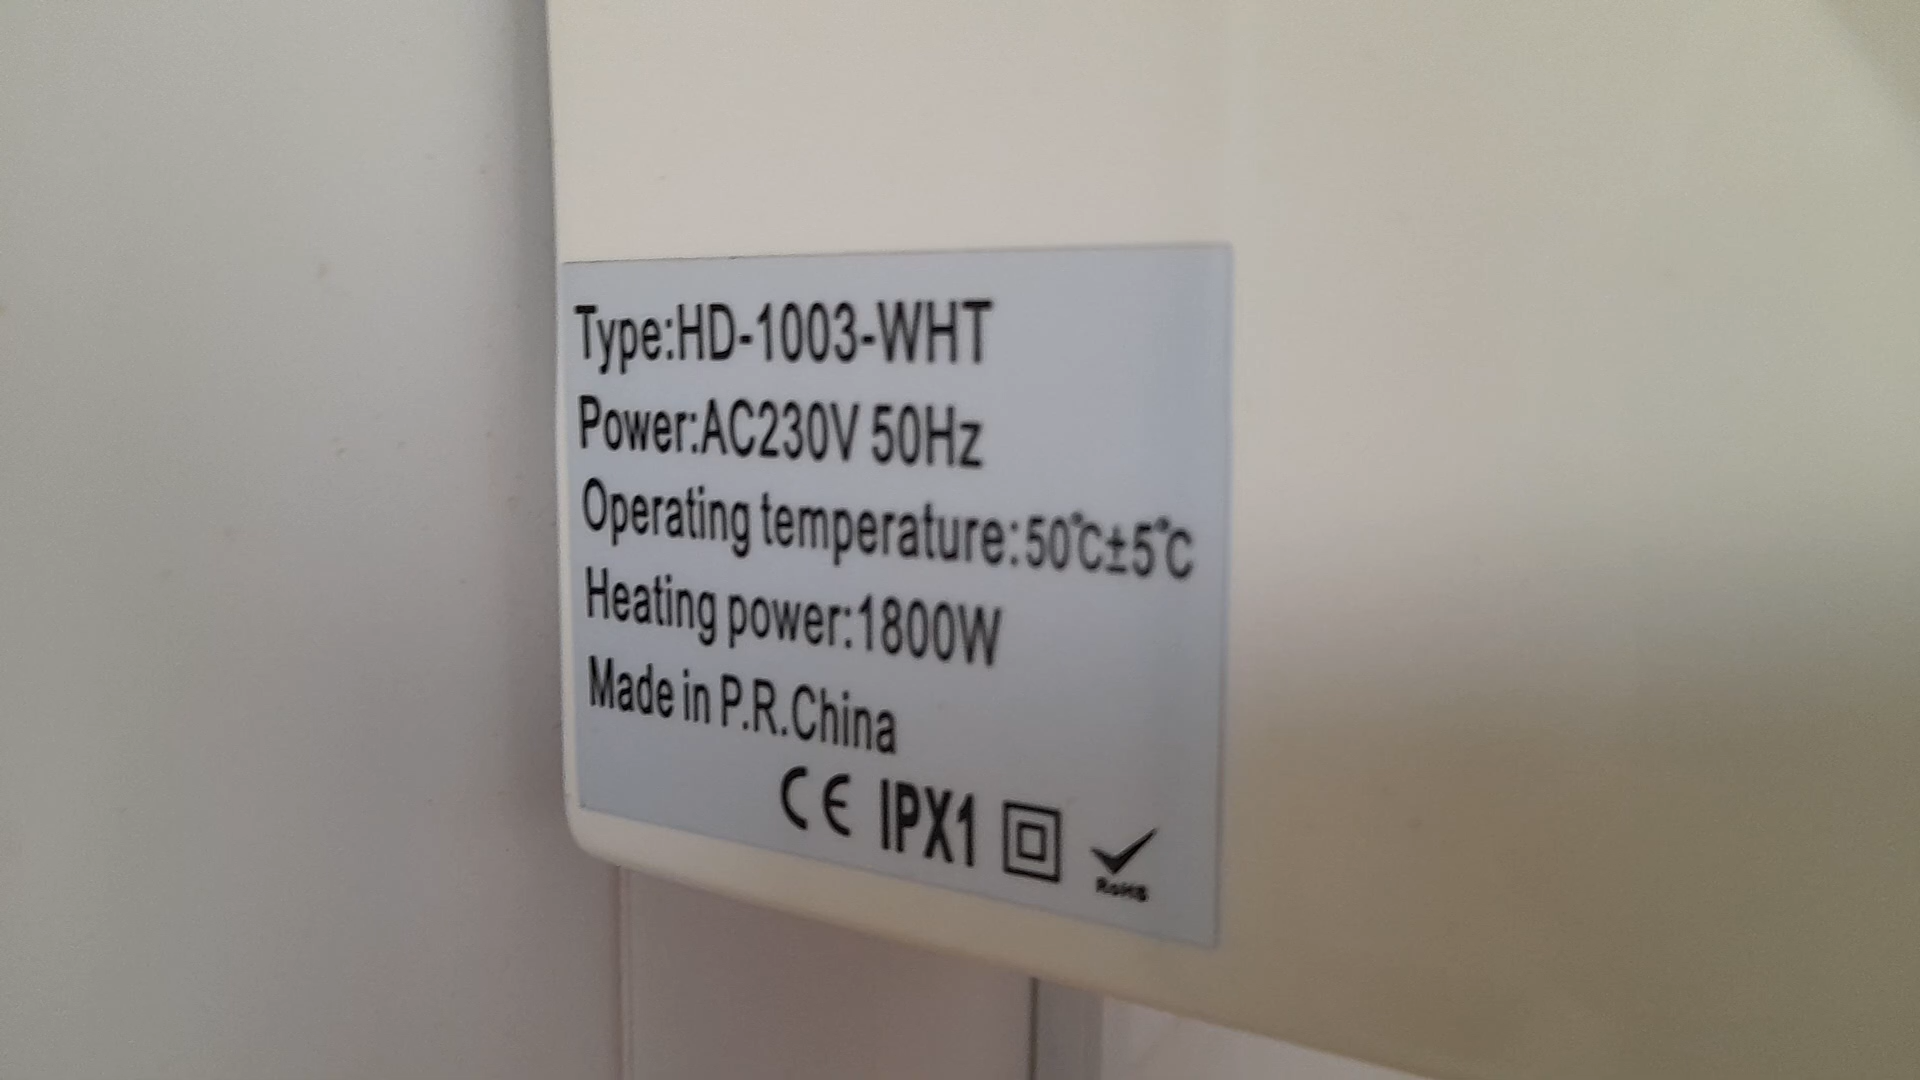 Type:HD-1003-WHT
Power:AC230V 50Hz
Operating temperature:50℃±5℃
Heating power:1800W
Made in P.R.China
CE IPX1
RoHS